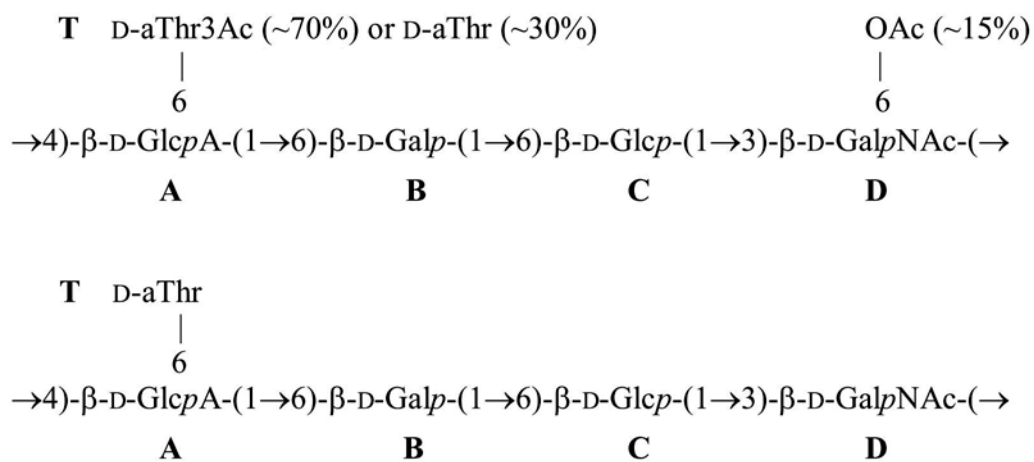 T D-aThr3Ac (~70%) or D-aThr (~30%) OAc (~15%)
| |
6 6
→4)-β-D-GlcpA-(1→6)-β-D-Galp-(1→6)-β-D-Glcp-(1→3)-β-D-GalpNAc-(→
A B C D
T D-aThr
|
6
→4)-β-D-GlcpA-(1→6)-β-D-Galp-(1→6)-β-D-Glcp-(1→3)-β-D-GalpNAc-(→
A B C D